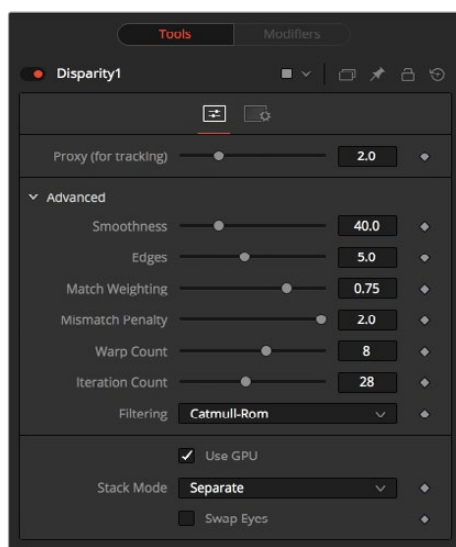 Tools Modifiers
Disparity1
Proxy (for tracking) 2.0
Advanced
Smoothness 40.0
Edges 5.0
Match Weighting 0.75
Mismatch Penalty 2.0
Warp Count 8
Iteration Count 28
Filtering Catmull-Rom
Use GPU
Stack Mode Separate
Swap Eyes